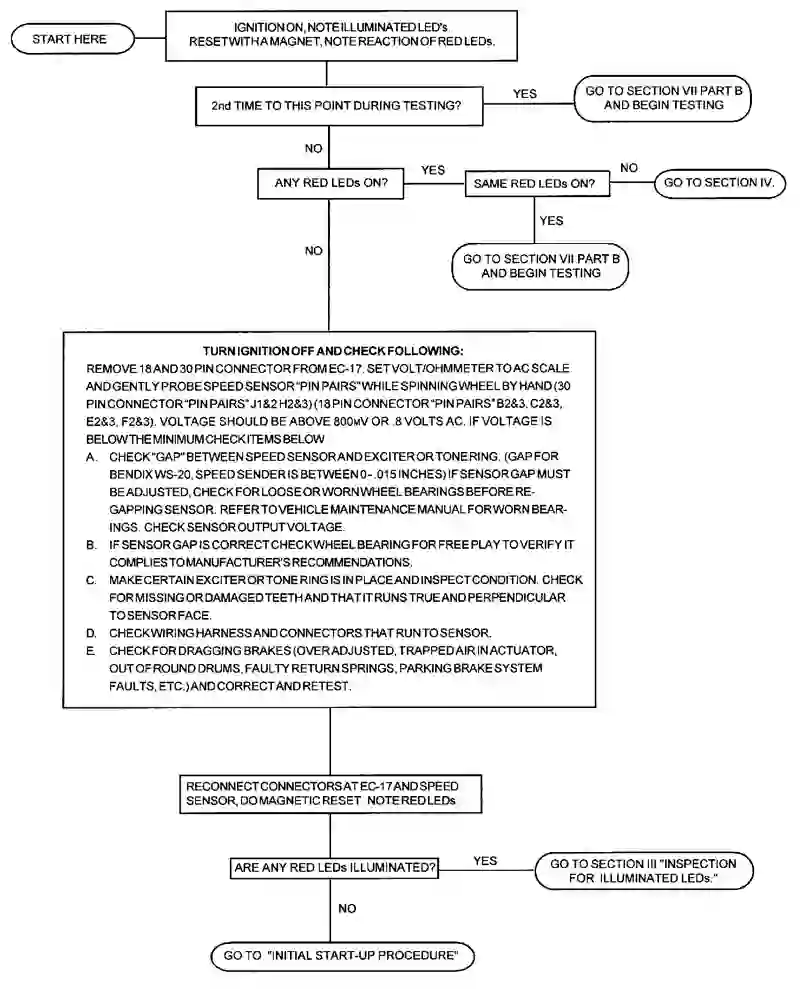 START HERE
IGNITION ON, NOTE ILLUMINATED LED's.
RESET WITH A MAGNET, NOTE REACTION OF RED LEDs.
2nd TIME TO THIS POINT DURING TESTING?
YES
GO TO SECTION VII PART B
AND BEGIN TESTING
NO
ANY RED LEDs ON?
YES
SAME RED LEDs ON?
NO
GO TO SECTION IV.
YES
GO TO SECTION VII PART B
AND BEGIN TESTING
NO
TURN IGNITION OFF AND CHECK FOLLOWING:
REMOVE 18 AND 30 PIN CONNECTOR FROM EC-17. SET VOLT/OHMMETER TO AC SCALE
AND GENTLY PROBE SPEED SENSOR "PIN PAIRS" WHILE SPINNING WHEEL BY HAND (30
PIN CONNECTOR "PIN PAIRS" J1&2 H2&3) (18 PIN CONNECTOR "PIN PAIRS" B2&3, C2&3,
E2&3, F2&3). VOLTAGE SHOULD BE ABOVE 800MV OR .8 VOLTS AC. IF VOLTAGE IS
BELOW THE MINIMUM CHECK ITEMS BELOW
A. CHECK "GAP" BETWEEN SPEED SENSOR AND EXCITER OR TONE RING. (GAP FOR
BENDIX WS-20, SPEED SENDER IS BETWEEN 0-.015 INCHES) IF SENSOR GAP MUST
BE ADJUSTED, CHECK FOR LOOSE OR WORN WHEEL BEARINGS BEFORE RE-
GAPPING SENSOR. REFER TO VEHICLE MAINTENANCE MANUAL FOR WORN BEAR-
INGS. CHECK SENSOR OUTPUT VOLTAGE.
B. IF SENSOR GAP IS CORRECT CHECK WHEEL BEARING FOR FREE PLAY TO VERIFY IT
COMPLIES TO MANUFACTURER'S RECOMMENDATIONS.
C. MAKE CERTAIN EXCITER OR TONE RING IS IN PLACE AND INSPECT CONDITION. CHECK
FOR MISSING OR DAMAGED TEETH AND THAT IT RUNS TRUE AND PERPENDICULAR
TO SENSOR FACE.
D. CHECK WIRING HARNESS AND CONNECTORS THAT RUN TO SENSOR.
E. CHECK FOR DRAGGING BRAKES (OVER ADJUSTED, TRAPPED AIR IN ACTUATOR,
OUT OF ROUND DRUMS, FAULTY RETURN SPRINGS, PARKING BRAKE SYSTEM
FAULTS, ETC.) AND CORRECT AND RETEST.
RECONNECT CONNECTORS AT EC-17 AND SPEED
SENSOR, DO MAGNETIC RESET NOTE RED LEDs
ARE ANY RED LEDs ILLUMINATED?
YES
GO TO SECTION III "INSPECTION
FOR ILLUMINATED LEDs."
NO
GO TO "INITIAL START-UP PROCEDURE"